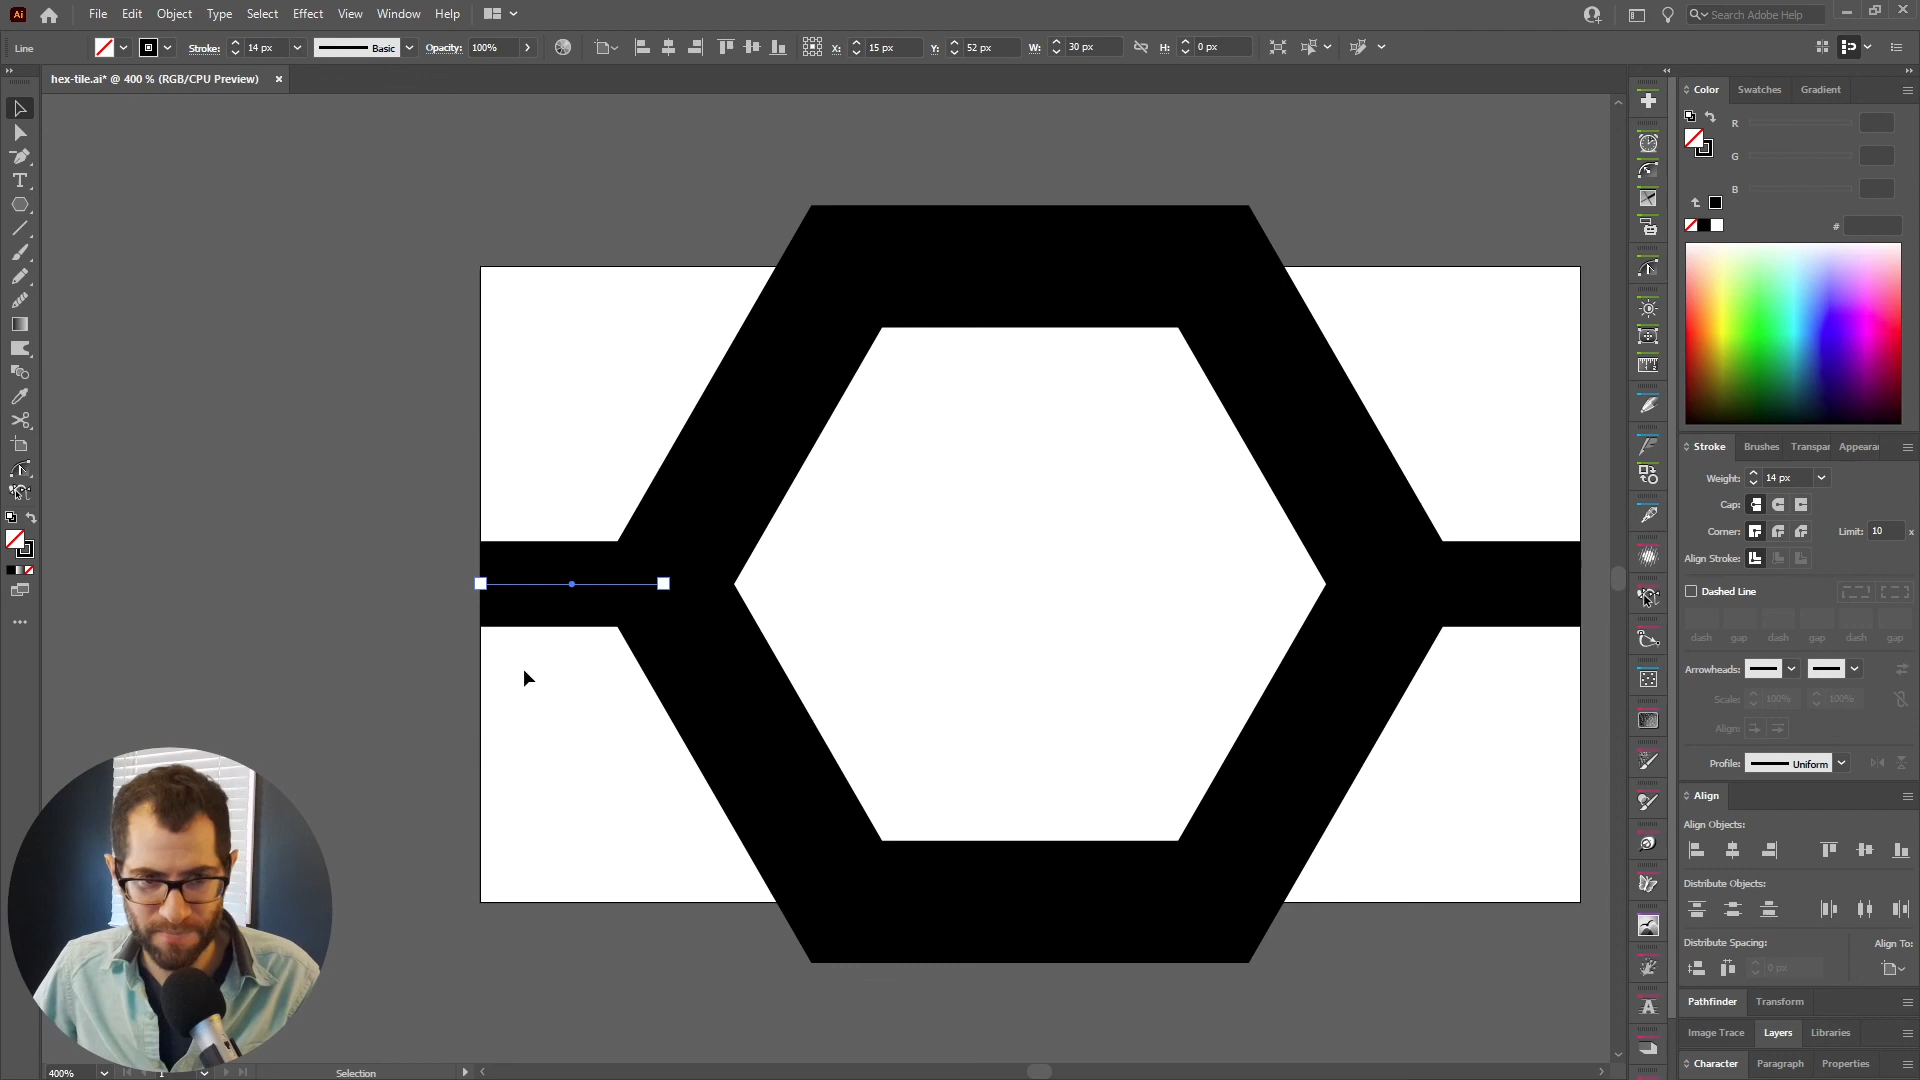 Ai File Edit Object Type Select Effect View Window Help Search Adobe Help
Line Stroke: 14 px Basic Opacity: 100% X: 15 px Y: 52 px W: 30 px H: 0 px
hex-tile.ai* @ 400 % (RGB/CPU Preview) ×
Color Swatches Gradient
R
G
B
#
Stroke Brushes Transpar Appeara
Weight: 14 px
Cap:
Corner: Limit: 10 x
Align Stroke:
Dashed Line
dash gap dash gap dash gap
Arrowheads:
Scale: 100% 100%
Align:
Profile: Uniform
Align
Align Objects:
Distribute Objects:
Distribute Spacing: Align To:
0 px
Pathfinder Transform
Image Trace Layers Libraries
Character Paragraph Properties
400% 1 Selection